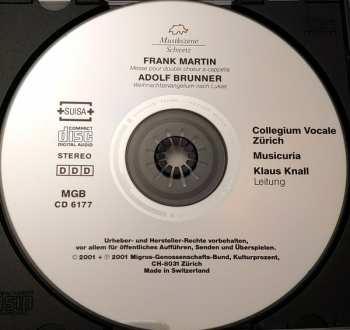 Musikszene
Schweiz
FRANK MARTIN
Messe pour double chœur a cappella
ADOLF BRUNNER
Weihnachtsevangelium nach Lukas
SUISA
COMPACT
disc
DIGITAL AUDIO
STEREO
DDD
MGB
CD 6177
Collegium Vocale
Zürich
Musicuria
Klaus Knall
Leitung
Urheber- und Hersteller-Rechte vorbehalten,
vor allem für öffentliches Aufführen, Senden und Überspielen.
© 2001 + ℗ 2001 Migros-Genossenschafts-Bund, Kulturprozent,
CH-8031 Zürich
Made in Switzerland
disc